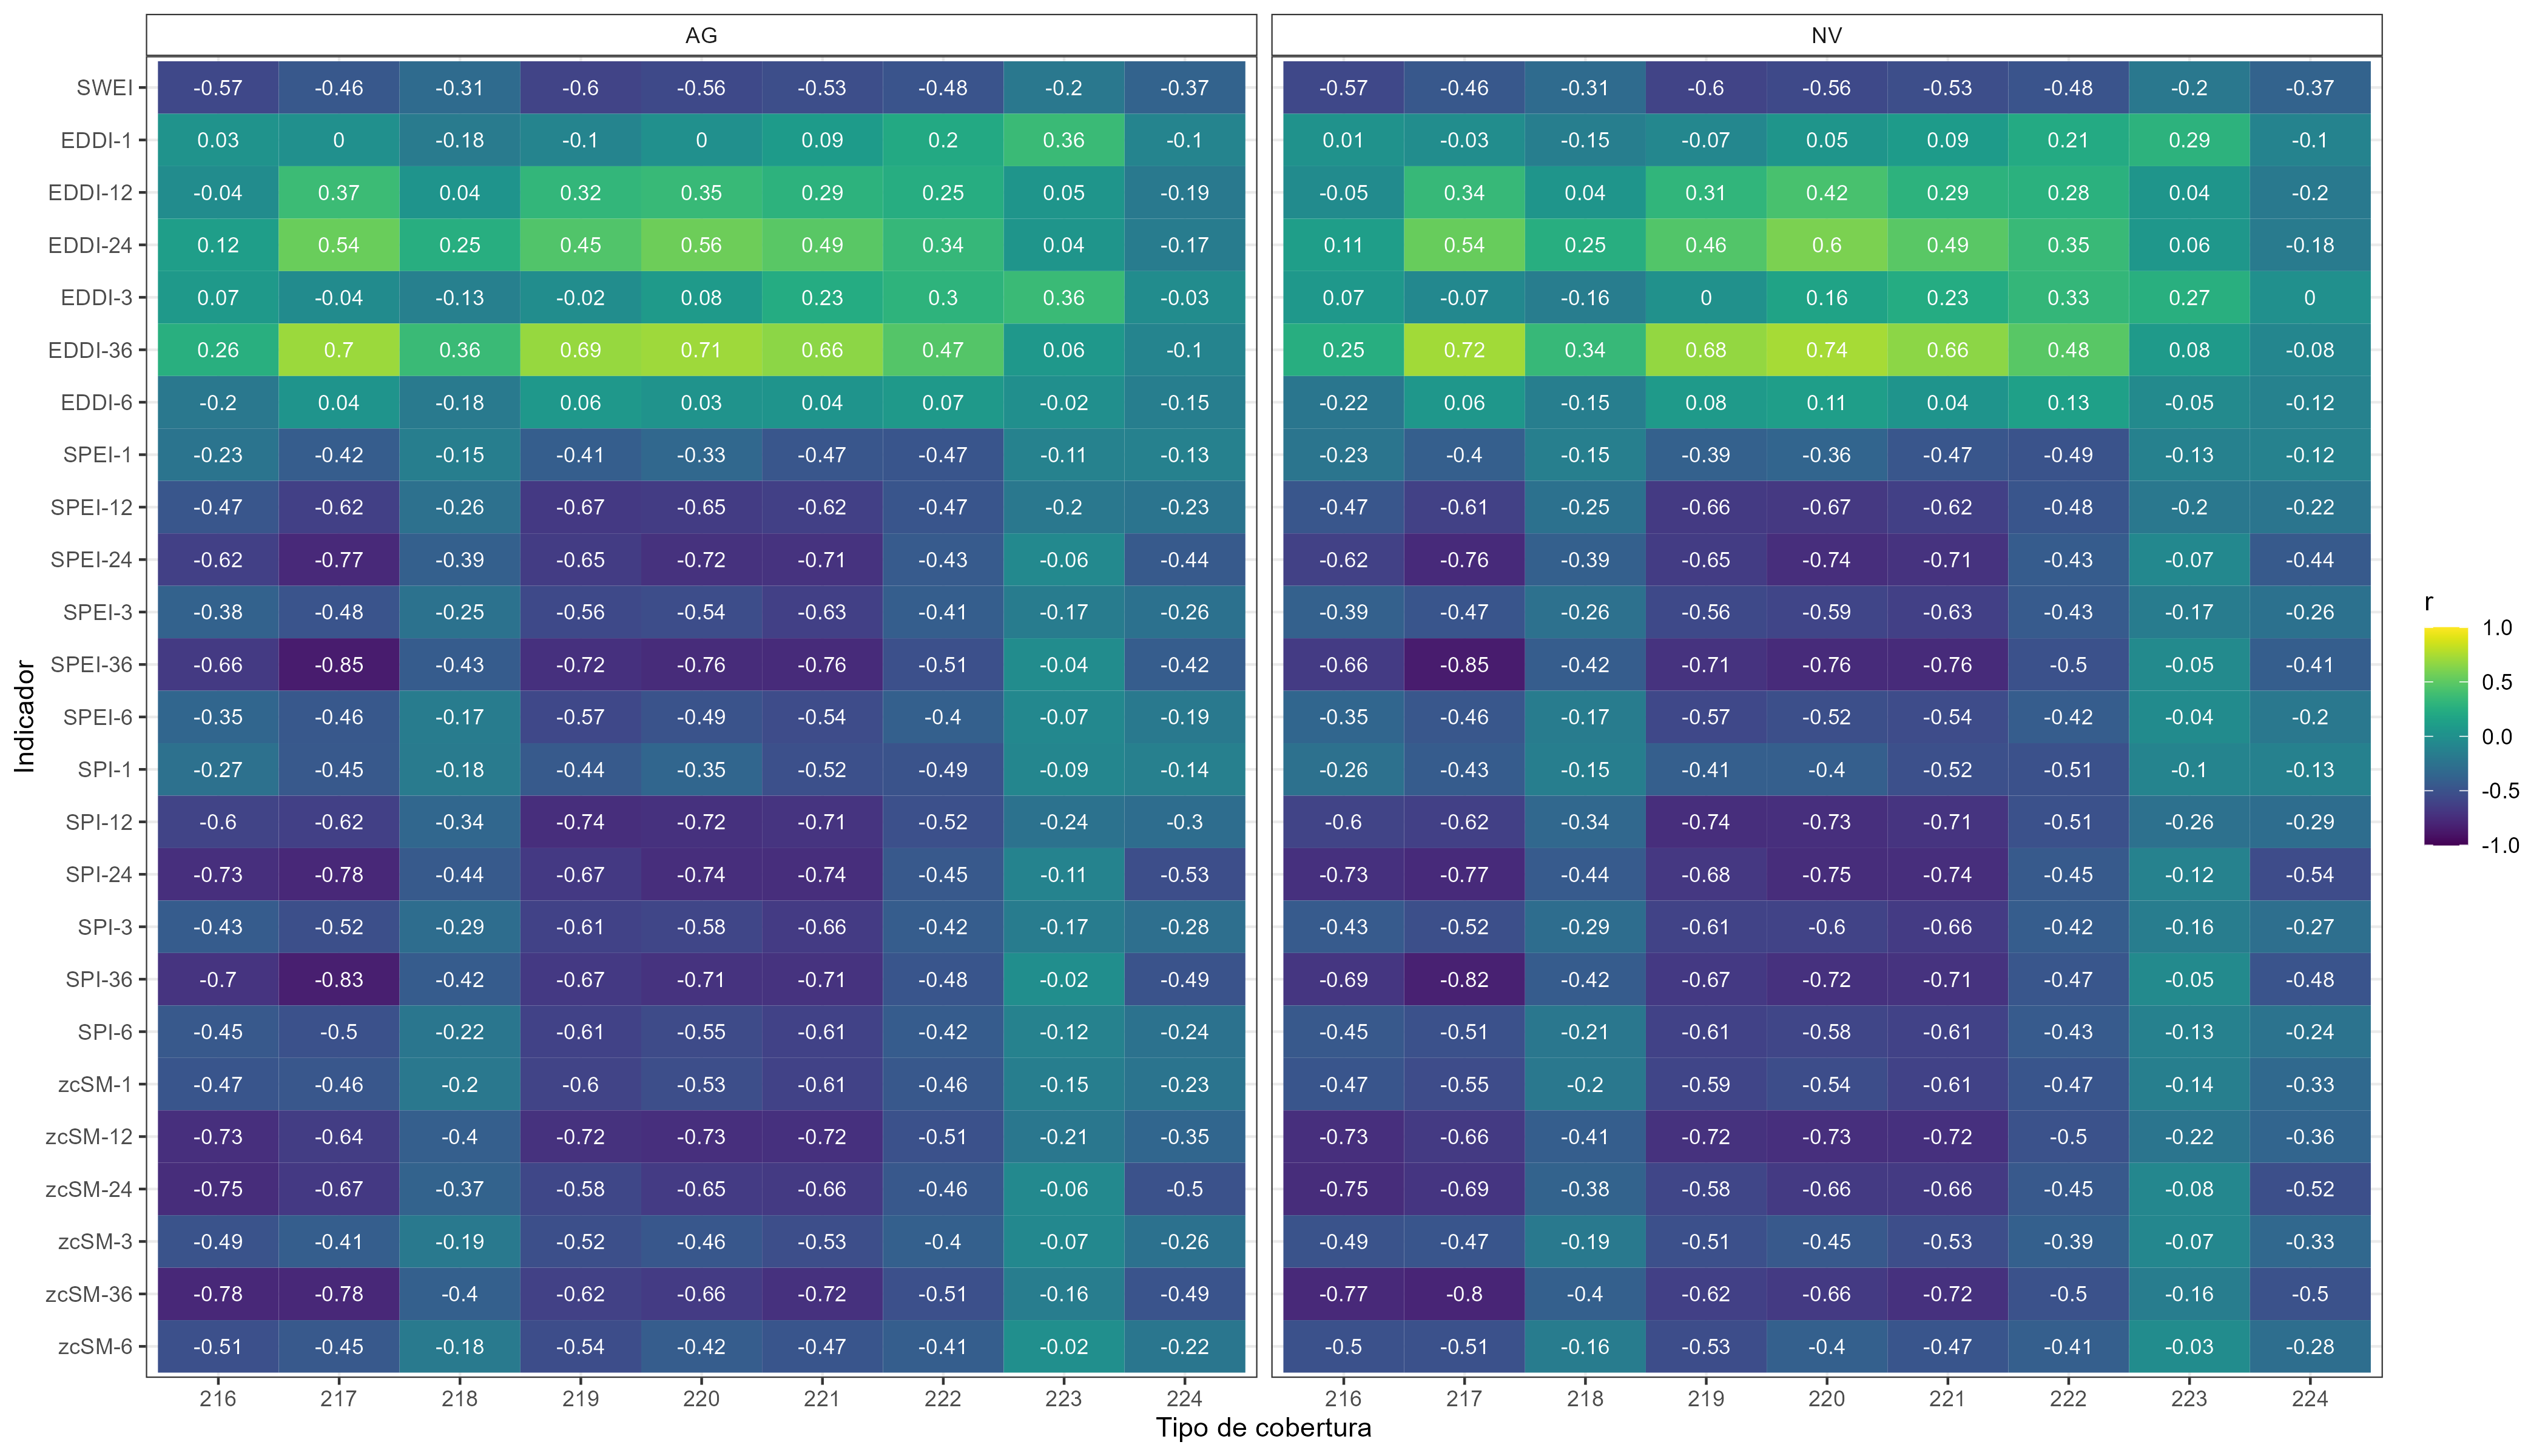 AG NV
SWEI -0.57 -0.46 -0.31 -0.6 -0.56 -0.53 -0.48 -0.2 -0.37 -0.57 -0.46 -0.31 -0.6 -0.56 -0.53 -0.48 -0.2 -0.37
EDDI-1 0.03 0 -0.18 -0.1 0 0.09 0.2 0.36 -0.1 0.01 -0.03 -0.15 -0.07 0.05 0.09 0.21 0.29 -0.1
EDDI-12 -0.04 0.37 0.04 0.32 0.35 0.29 0.25 0.05 -0.19 -0.05 0.34 0.04 0.31 0.42 0.29 0.28 0.04 -0.2
EDDI-24 0.12 0.54 0.25 0.45 0.56 0.49 0.34 0.04 -0.17 0.11 0.54 0.25 0.46 0.6 0.49 0.35 0.06 -0.18
EDDI-3 0.07 -0.04 -0.13 -0.02 0.08 0.23 0.3 0.36 -0.03 0.07 -0.07 -0.16 0 0.16 0.23 0.33 0.27 0
EDDI-36 0.26 0.7 0.36 0.69 0.71 0.66 0.47 0.06 -0.1 0.25 0.72 0.34 0.68 0.74 0.66 0.48 0.08 -0.08
EDDI-6 -0.2 0.04 -0.18 0.06 0.03 0.04 0.07 -0.02 -0.15 -0.22 0.06 -0.15 0.08 0.11 0.04 0.13 -0.05 -0.12
SPEI-1 -0.23 -0.42 -0.15 -0.41 -0.33 -0.47 -0.47 -0.11 -0.13 -0.23 -0.4 -0.15 -0.39 -0.36 -0.47 -0.49 -0.13 -0.12
SPEI-12 -0.47 -0.62 -0.26 -0.67 -0.65 -0.62 -0.47 -0.2 -0.23 -0.47 -0.61 -0.25 -0.66 -0.67 -0.62 -0.48 -0.2 -0.22
SPEI-24 -0.62 -0.77 -0.39 -0.65 -0.72 -0.71 -0.43 -0.06 -0.44 -0.62 -0.76 -0.39 -0.65 -0.74 -0.71 -0.43 -0.07 -0.44
SPEI-3 -0.38 -0.48 -0.25 -0.56 -0.54 -0.63 -0.41 -0.17 -0.26 -0.39 -0.47 -0.26 -0.56 -0.59 -0.63 -0.43 -0.17 -0.26
SPEI-36 -0.66 -0.85 -0.43 -0.72 -0.76 -0.76 -0.51 -0.04 -0.42 -0.66 -0.85 -0.42 -0.71 -0.76 -0.76 -0.5 -0.05 -0.41
SPEI-6 -0.35 -0.46 -0.17 -0.57 -0.49 -0.54 -0.4 -0.07 -0.19 -0.35 -0.46 -0.17 -0.57 -0.52 -0.54 -0.42 -0.04 -0.2
SPI-1 -0.27 -0.45 -0.18 -0.44 -0.35 -0.52 -0.49 -0.09 -0.14 -0.26 -0.43 -0.15 -0.41 -0.4 -0.52 -0.51 -0.1 -0.13
SPI-12 -0.6 -0.62 -0.34 -0.74 -0.72 -0.71 -0.52 -0.24 -0.3 -0.6 -0.62 -0.34 -0.74 -0.73 -0.71 -0.51 -0.26 -0.29
SPI-24 -0.73 -0.78 -0.44 -0.67 -0.74 -0.74 -0.45 -0.11 -0.53 -0.73 -0.77 -0.44 -0.68 -0.75 -0.74 -0.45 -0.12 -0.54
SPI-3 -0.43 -0.52 -0.29 -0.61 -0.58 -0.66 -0.42 -0.17 -0.28 -0.43 -0.52 -0.29 -0.61 -0.6 -0.66 -0.42 -0.16 -0.27
SPI-36 -0.7 -0.83 -0.42 -0.67 -0.71 -0.71 -0.48 -0.02 -0.49 -0.69 -0.82 -0.42 -0.67 -0.72 -0.71 -0.47 -0.05 -0.48
SPI-6 -0.45 -0.5 -0.22 -0.61 -0.55 -0.61 -0.42 -0.12 -0.24 -0.45 -0.51 -0.21 -0.61 -0.58 -0.61 -0.43 -0.13 -0.24
zcSM-1 -0.47 -0.46 -0.2 -0.6 -0.53 -0.61 -0.46 -0.15 -0.23 -0.47 -0.55 -0.2 -0.59 -0.54 -0.61 -0.47 -0.14 -0.33
zcSM-12 -0.73 -0.64 -0.4 -0.72 -0.73 -0.72 -0.51 -0.21 -0.35 -0.73 -0.66 -0.41 -0.72 -0.73 -0.72 -0.5 -0.22 -0.36
zcSM-24 -0.75 -0.67 -0.37 -0.58 -0.65 -0.66 -0.46 -0.06 -0.5 -0.75 -0.69 -0.38 -0.58 -0.66 -0.66 -0.45 -0.08 -0.52
zcSM-3 -0.49 -0.41 -0.19 -0.52 -0.46 -0.53 -0.4 -0.07 -0.26 -0.49 -0.47 -0.19 -0.51 -0.45 -0.53 -0.39 -0.07 -0.33
zcSM-36 -0.78 -0.78 -0.4 -0.62 -0.66 -0.72 -0.51 -0.16 -0.49 -0.77 -0.8 -0.4 -0.62 -0.66 -0.72 -0.5 -0.16 -0.5
zcSM-6 -0.51 -0.45 -0.18 -0.54 -0.42 -0.47 -0.41 -0.02 -0.22 -0.5 -0.51 -0.16 -0.53 -0.4 -0.47 -0.41 -0.03 -0.28
216 217 218 219 220 221 222 223 224 216 217 218 219 220 221 222 223 224
Tipo de cobertura
Indicador
r
1.0
0.5
0.0
-0.5
-1.0